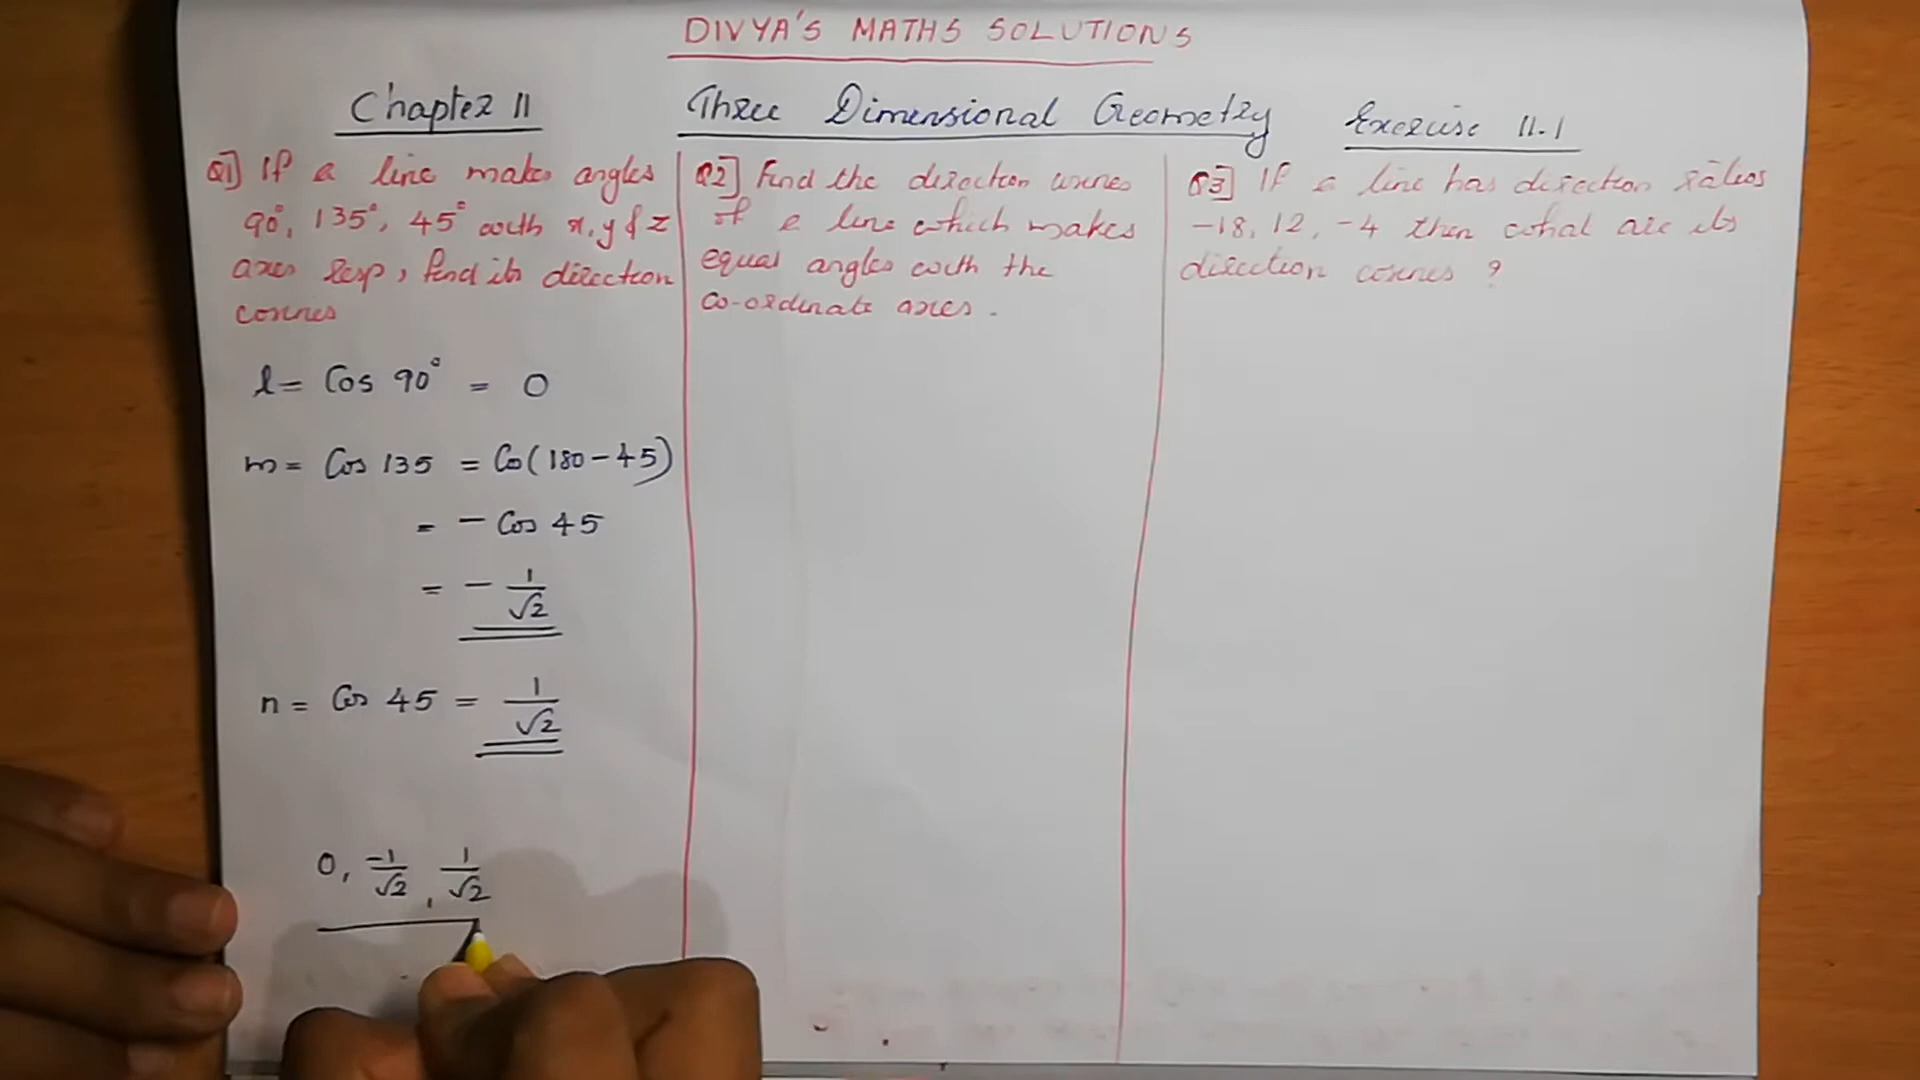 DIVYA'S MATHS SOLUTIONS
Chapter 11
Three Dimensional Geometry
Exercise 11.1
Q1] If a line makes angles
90°, 135°, 45° with x, y & z
axes resp, find its direction
cosines
l = Cos 90° = 0
m = Cos 135 = Co(180-45)
= - Cos 45
= - 1/√2
n = Cos 45 = 1/√2
0, -1/√2, 1/√2
Q2] Find the direction cosines
of a line which makes
equal angles with the
Co-ordinate axes.
Q3] If a line has direction ratios
-18, 12, -4 then what are its
direction cosines ?